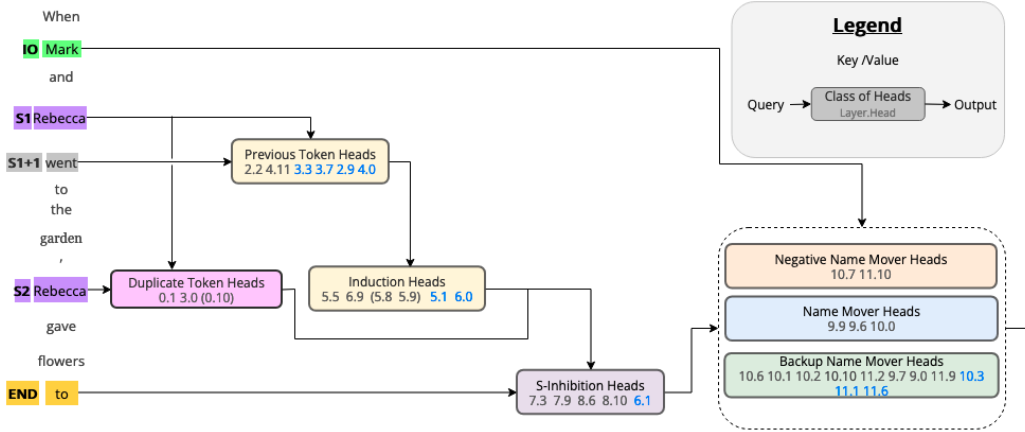 When
IO Mark
and
S1 Rebecca
S1+1 went
to
the
garden
,
S2 Rebecca
gave
flowers
END to
Previous Token Heads
2.2 4.11 3.3 3.7 2.9 4.0
Duplicate Token Heads
0.1 3.0 (0.10)
Induction Heads
5.5 6.9 (5.8 5.9) 5.1 6.0
S-Inhibition Heads
7.3 7.9 8.6 8.10 6.1
Legend
Key /Value
Query
Class of Heads
Layer.Head
Output
Negative Name Mover Heads
10.7 11.10
Name Mover Heads
9.9 9.6 10.0
Backup Name Mover Heads
10.6 10.1 10.2 10.10 11.2 9.7 9.0 11.9 10.3
11.1 11.6